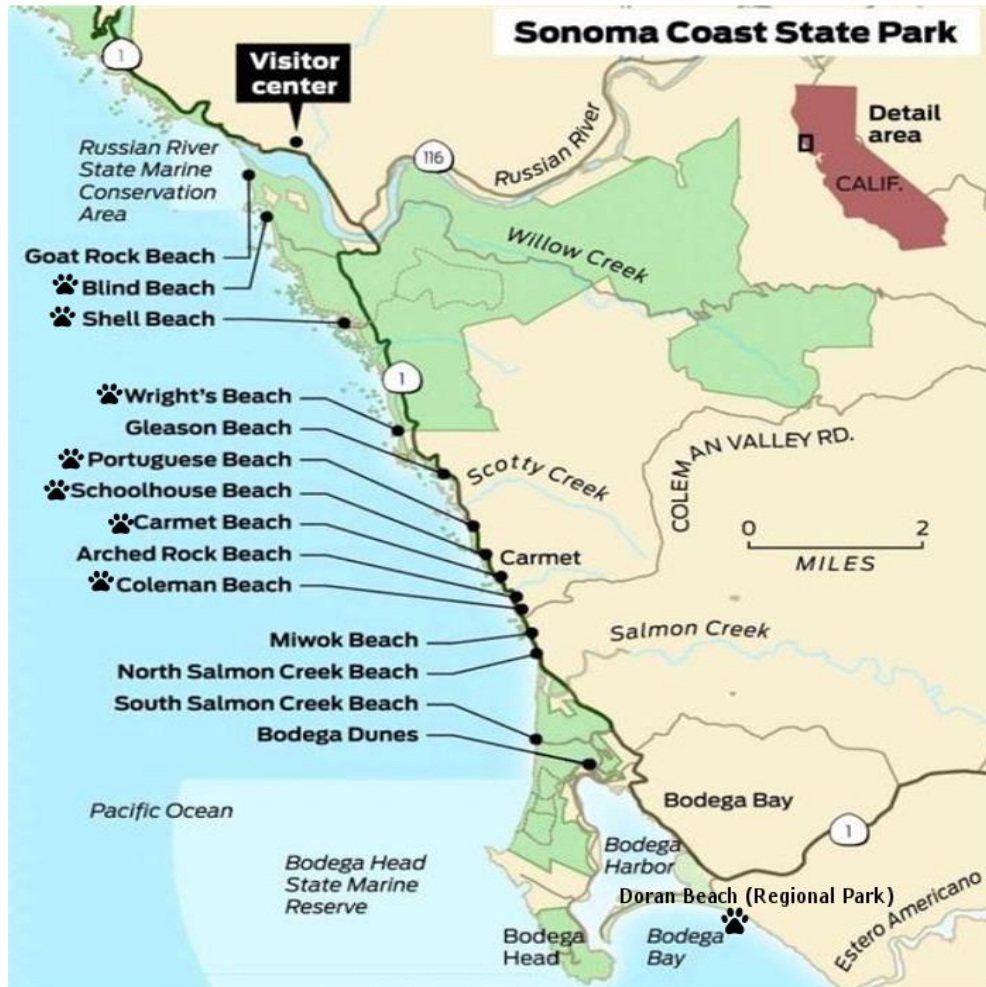 Sonoma Coast State Park
1
Visitor
center
Detail
area
CALIF.
Russian River
State Marine
Conservation
Area
116
Russian River
Willow Creek
Goat Rock Beach
Blind Beach
Shell Beach
1
Wright's Beach
Gleason Beach
Portuguese Beach
Schoolhouse Beach
Carmet Beach
Arched Rock Beach
Coleman Beach
Scotty Creek
COLEMAN VALLEY RD.
0 2
MILES
Carmet
Miwok Beach
North Salmon Creek Beach
South Salmon Creek Beach
Bodega Dunes
Salmon Creek
Pacific Ocean
Bodega Bay
1
Bodega Head
State Marine
Reserve
Bodega
Harbor
Doran Beach (Regional Park)
Bodega
Head
Bodega
Bay
Estero Americano